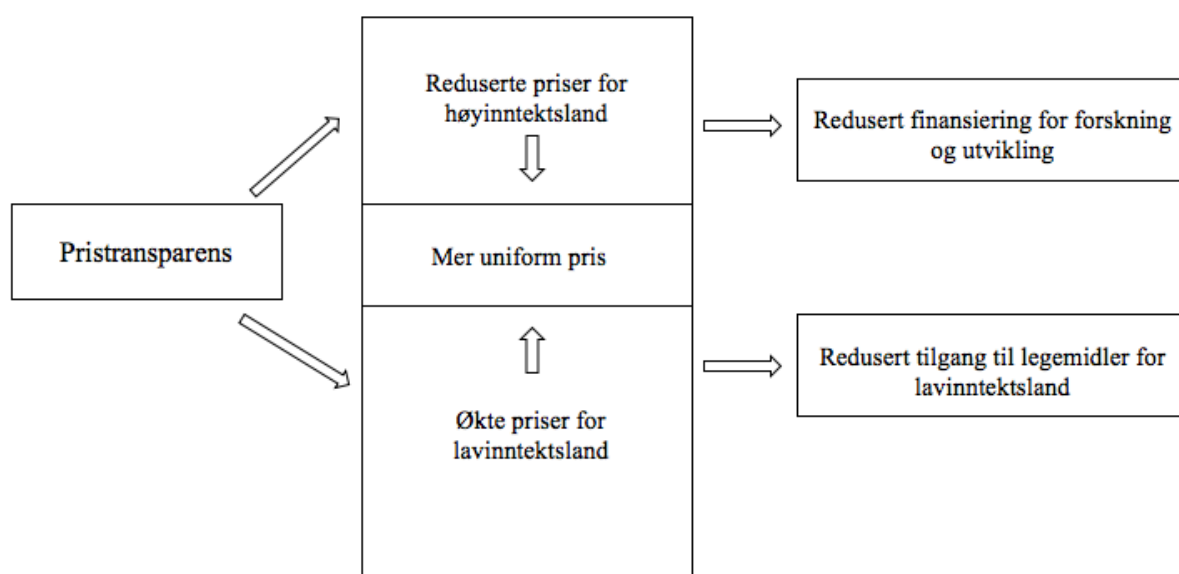 Pristransparens
Reduserte priser for
høyinntektsland
Mer uniform pris
Økte priser for
lavinntektsland
Redusert finansiering for forskning
og utvikling
Redusert tilgang til legemidler for
lavinntektsland